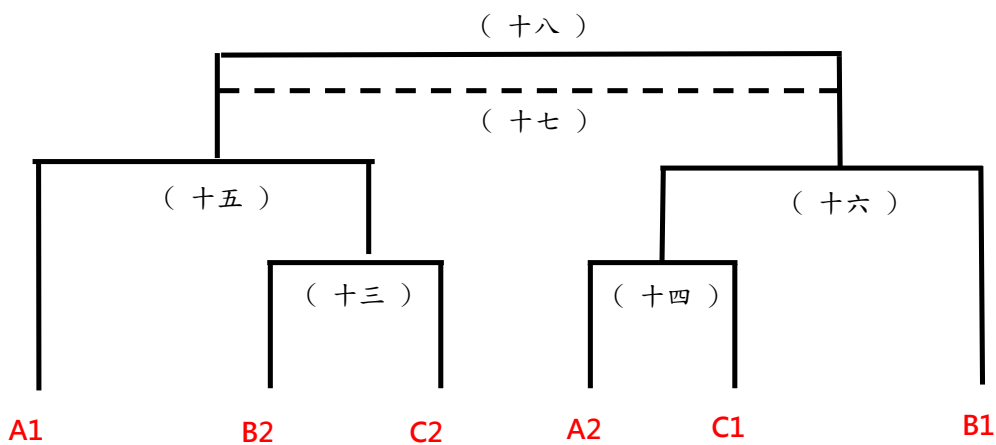 （ 十八 ）
（ 十七 ）
（ 十五 ）
（ 十六 ）
（ 十三 ）
（ 十四 ）
A1 B2 C2 A2 C1 B1